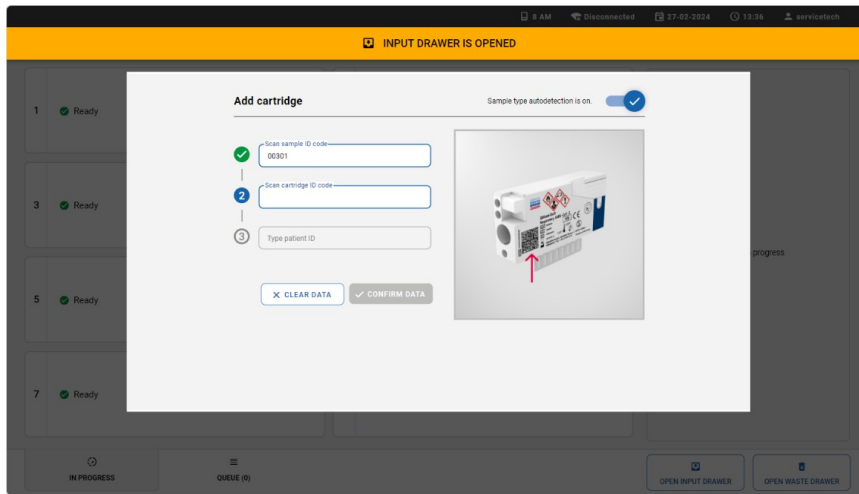 8 AM Disconnected 27-02-2024 13:36 servicetech
INPUT DRAWER IS OPENED
Add cartridge
Sample type autodetection is on.
Scan sample ID code
00301
Scan cartridge ID code
2
3
Type patient ID
CLEAR DATA
CONFIRM DATA
1 Ready
3 Ready
5 Ready
7 Ready
progress
IN PROGRESS
QUEUE (0)
OPEN INPUT DRAWER
OPEN WASTE DRAWER